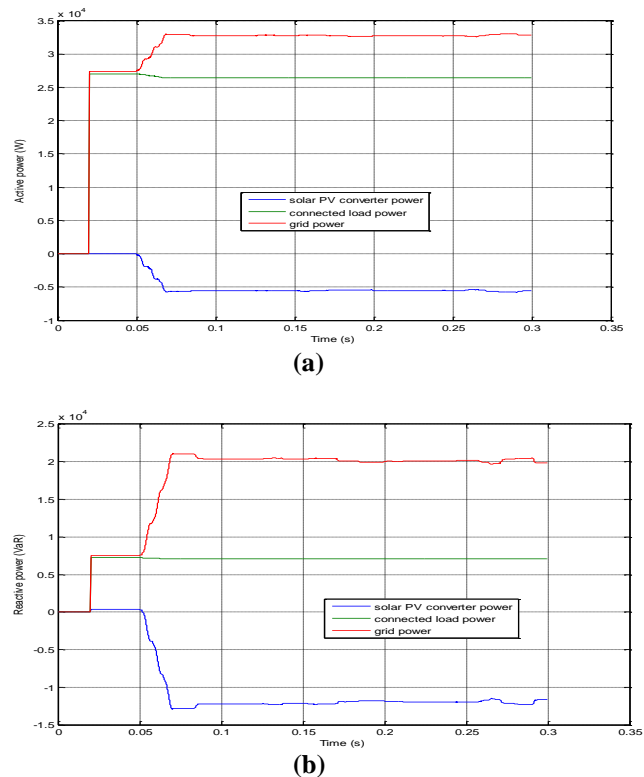 x 10^4
3.5
3
2.5
2
1.5
1
0.5
0
-0.5
-1
Active power (W)
solar PV converter power
connected load power
grid power
0 0.05 0.1 0.15 0.2 0.25 0.3 0.35
Time (s)
(a)
x 10^4
2.5
2
1.5
1
0.5
0
-0.5
-1
-1.5
Reactive power (VaR)
solar PV converter power
connected load power
grid power
0 0.05 0.1 0.15 0.2 0.25 0.3 0.35
Time (s)
(b)